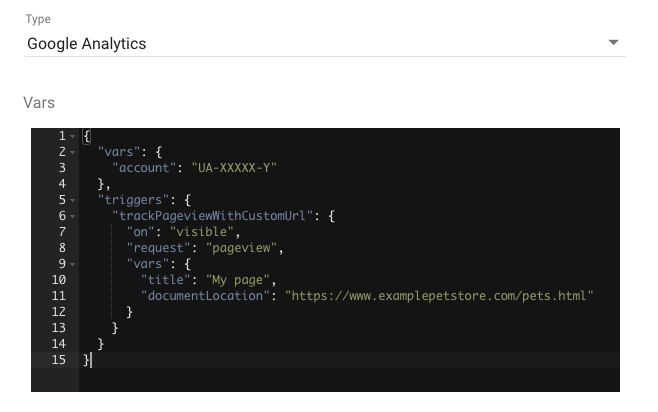 Type
Google Analytics
Vars
1 {
2   "vars": {
3     "account": "UA-XXXXX-Y"
4   },
5   "triggers": {
6     "trackPageviewWithCustomUrl": {
7       "on": "visible",
8       "request": "pageview",
9       "vars": {
10         "title": "My page",
11         "documentLocation": "https://www.examplepetstore.com/pets.html"
12       }
13     }
14   }
15 }